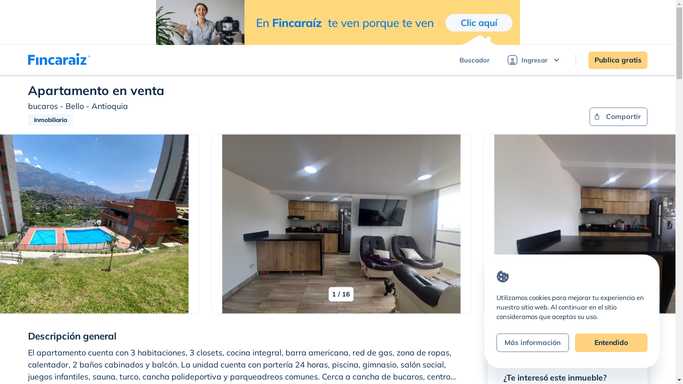 En Fincaraíz te ven porque te ven
Clic aquí
Fincaraíz
Buscador
Ingresar
Publica gratis
Apartamento en venta
bucaros - Bello - Antioquia
Inmobiliaria
Compartir
1 / 16
Utilizamos cookies para mejorar tu experiencia en
nuestro sitio web. Al continuar en el sitio
consideramos que aceptas su uso.
Más información
Entendido
Descripción general
El apartamento cuenta con 3 habitaciones, 3 closets, cocina integral, barra americana, red de gas, zona de ropas,
calentador, 2 baños cabinados y balcón. La unidad cuenta con portería 24 horas, piscina, gimnasio, salón social,
juegos infantiles, sauna, turco, cancha polideportiva y parqueadreos comunes. Cerca a cancha de bucaros, centro...
¿Te interesó este inmueble?